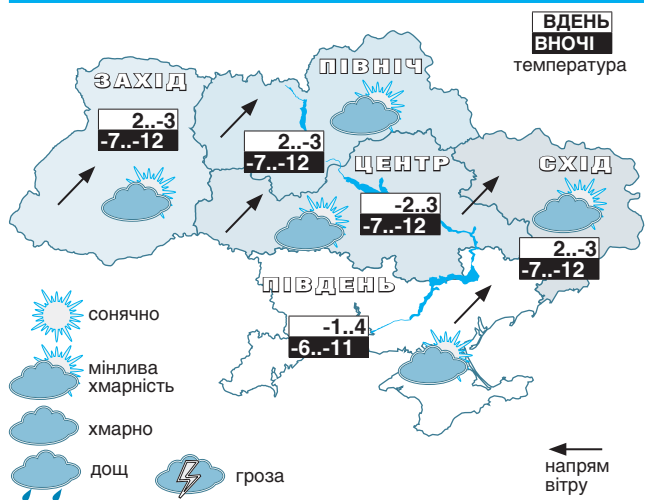 ВДЕНЬ
ВНОЧІ
температура
ЗАХІД
ПІВНІЧ
2..-3
-7..-12
2..-3
-7..-12
ЦЕНТР
СХІД
-2..3
-7..-12
2..-3
-7..-12
ПІВДЕНЬ
-1..4
-6..-11
сонячно
мінлива
хмарність
хмарно
дощ
гроза
напрям
вітру